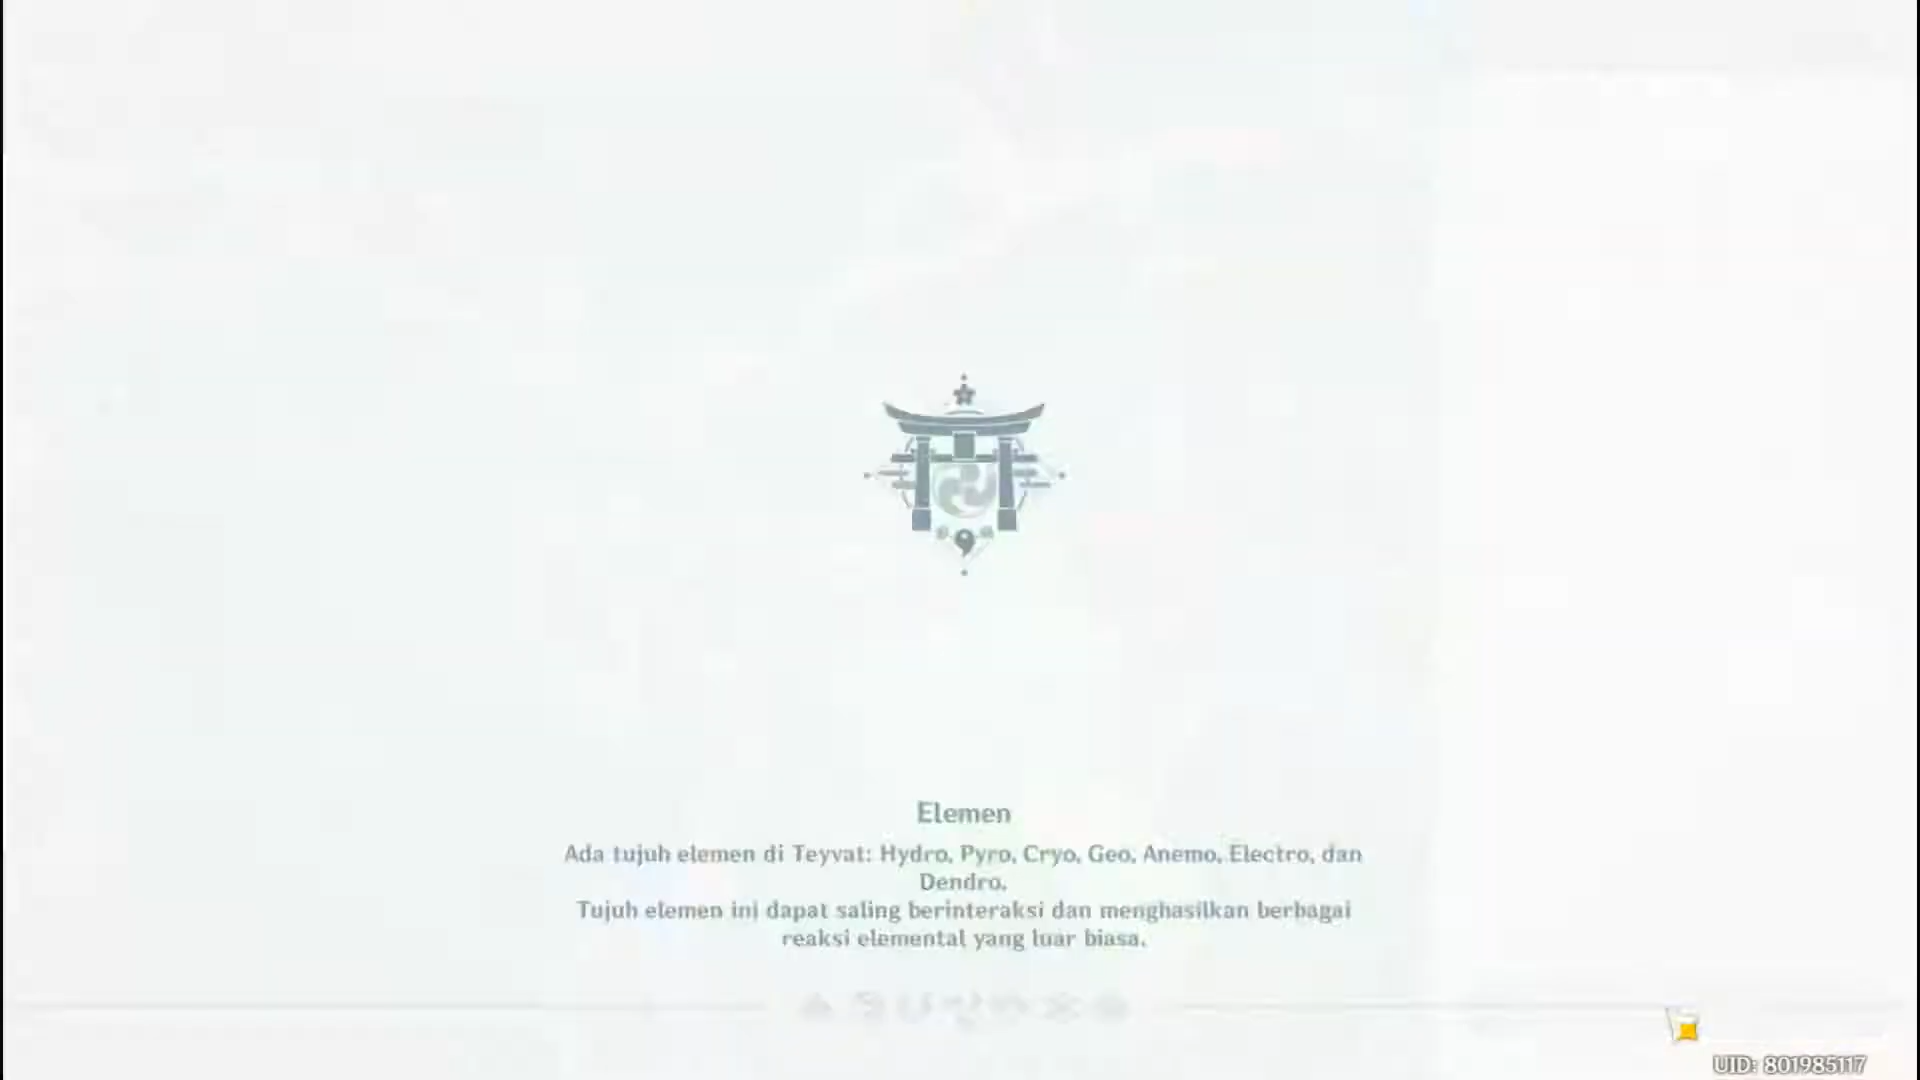 Elemen
Ada tujuh elemen di Teyvat: Hydro, Pyro, Cryo, Geo, Anemo, Electro, dan
Dendro.
Tujuh elemen ini dapat saling berinteraksi dan menghasilkan berbagai
reaksi elemental yang luar biasa.
UID: 801985117